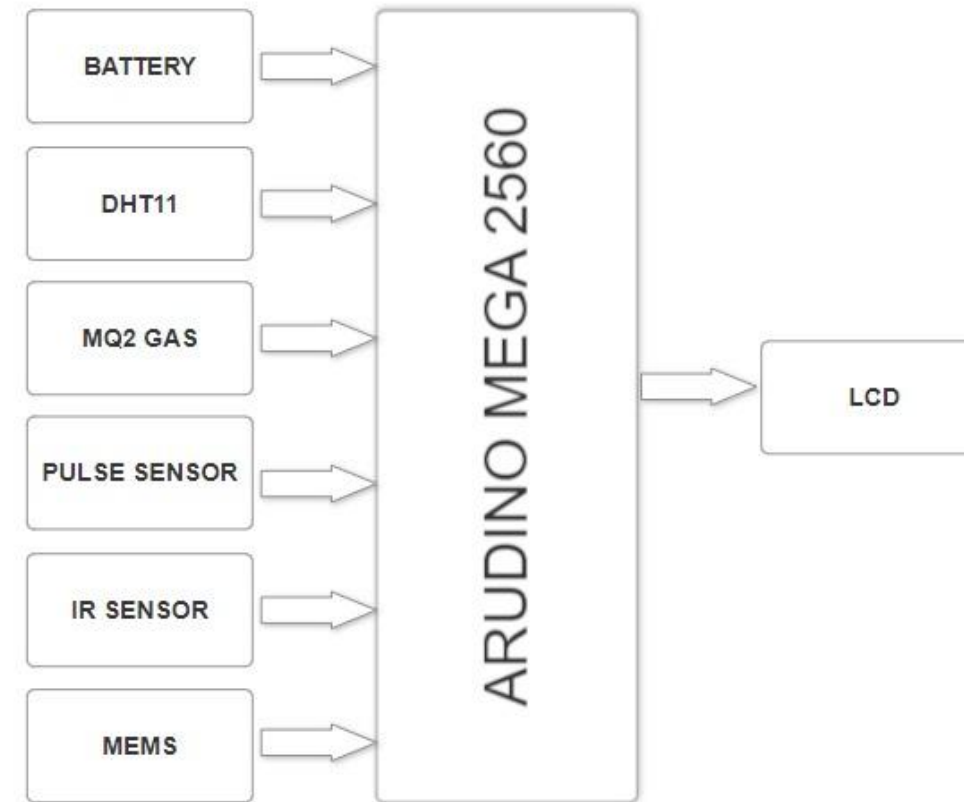 BATTERY
DHT11
MQ2 GAS
PULSE SENSOR
IR SENSOR
MEMS
ARUDINO MEGA 2560
LCD